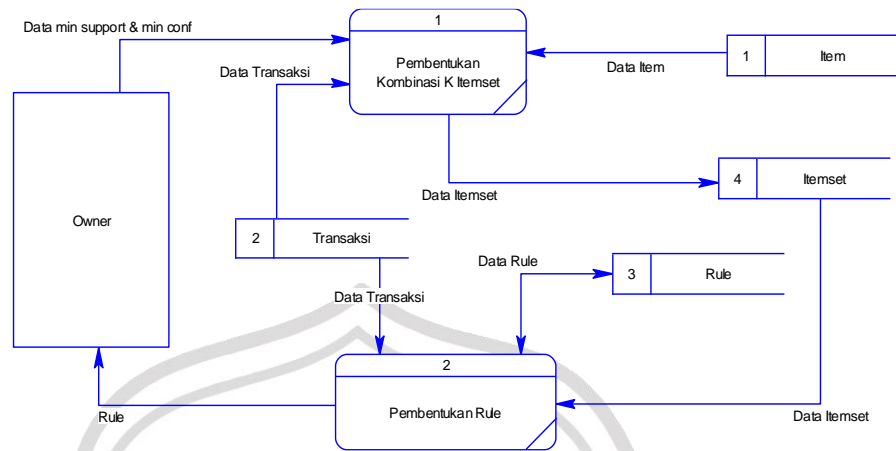 Data min support & min conf
1
Pembentukan
Kombinasi K Itemset
Data Transaksi
Data Item
1
Item
Data Itemset
4
Itemset
Owner
2
Transaksi
Data Rule
3
Rule
Data Transaksi
2
Pembentukan Rule
Rule
Data Itemset